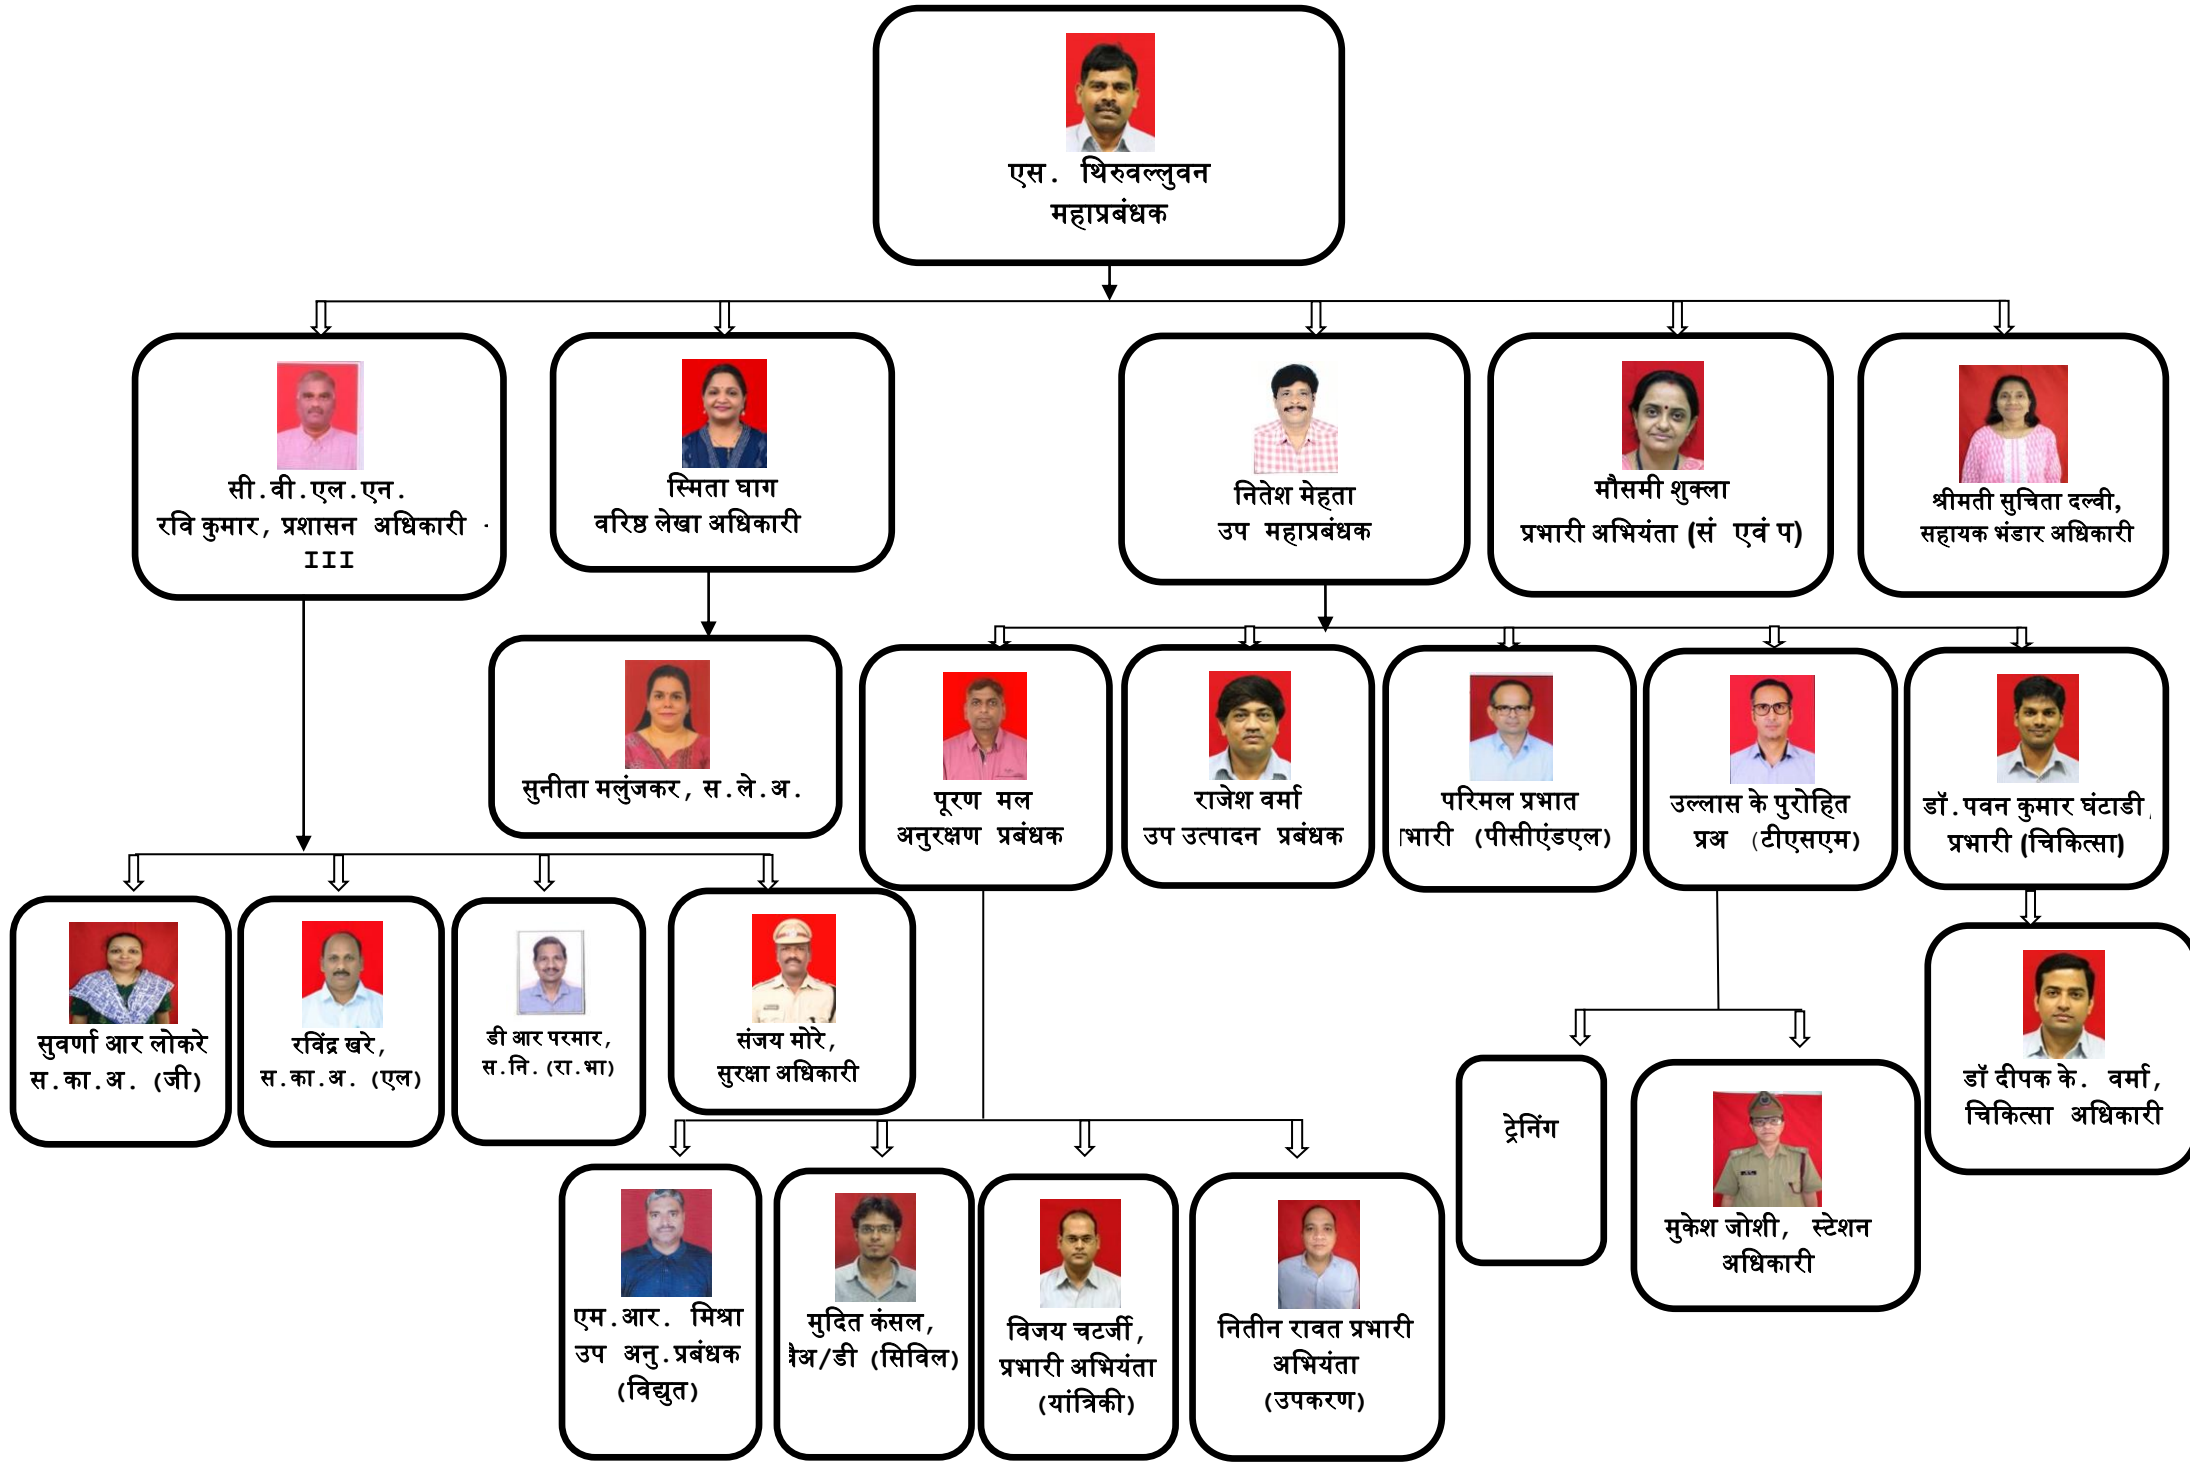 एस. थिरुवल्लुवन
महाप्रबंधक
सी.वी.एल.एन.
रवि कुमार, प्रशासन अधिकारी -
III
स्मिता घाग
वरिष्ठ लेखा अधिकारी
नितेश मेहता
उप महाप्रबंधक
मौसमी शुक्ला
प्रभारी अभियंता (सं एवं प)
श्रीमती सुचिता दल्वी,
सहायक भंडार अधिकारी
सुनीता मलुंजकर, स.ले.अ.
पूरण मल
अनुरक्षण प्रबंधक
राजेश वर्मा
उप उत्पादन प्रबंधक
परिमल प्रभात
(पीसीएंडएल)
उल्लास के पुरोहित
प्रअ (टीएसएम)
डॉ.पवन कुमार घंटाडी,
प्रभारी (चिकित्सा)
सुवर्णा आर लोकरे
स.का.अ. (जी)
रविंद्र खरे,
स.का.अ. (एल)
डी आर परमार,
स.नि.(रा.भा)
संजय मोरे,
सुरक्षा अधिकारी
ट्रेनिंग
मुकेश जोशी, स्टेशन
अधिकारी
डॉ दीपक के. वर्मा,
चिकित्सा अधिकारी
एम.आर. मिश्रा
उप अनु.प्रबंधक
(विद्युत)
मुदित कंसल,
(सिविल)
विजय चटर्जी,
प्रभारी अभियंता
(यांत्रिकी)
नितीन रावत प्रभारी
अभियंता
(उपकरण)